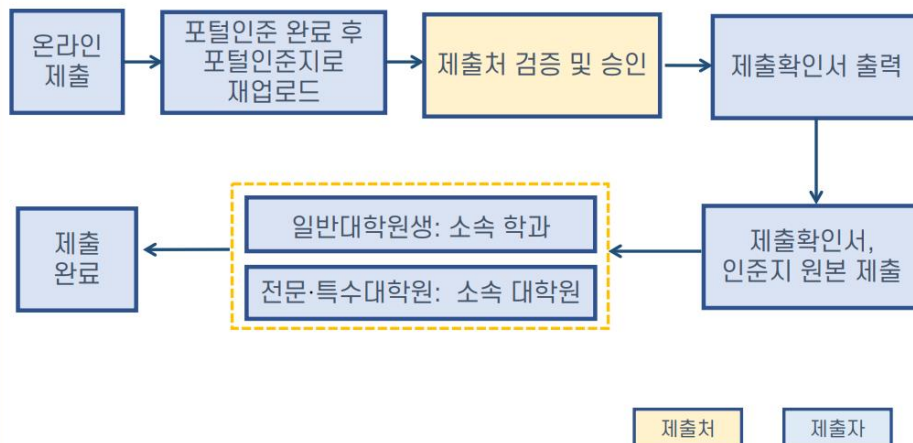 온라인
제출
포털인준 완료 후
포털인준지로
재업로드
제출처 검증 및 승인
제출확인서 출력
제출확인서,
인준지 원본 제출
일반대학원생: 소속 학과
전문·특수대학원: 소속 대학원
제출
완료
제출처
제출자